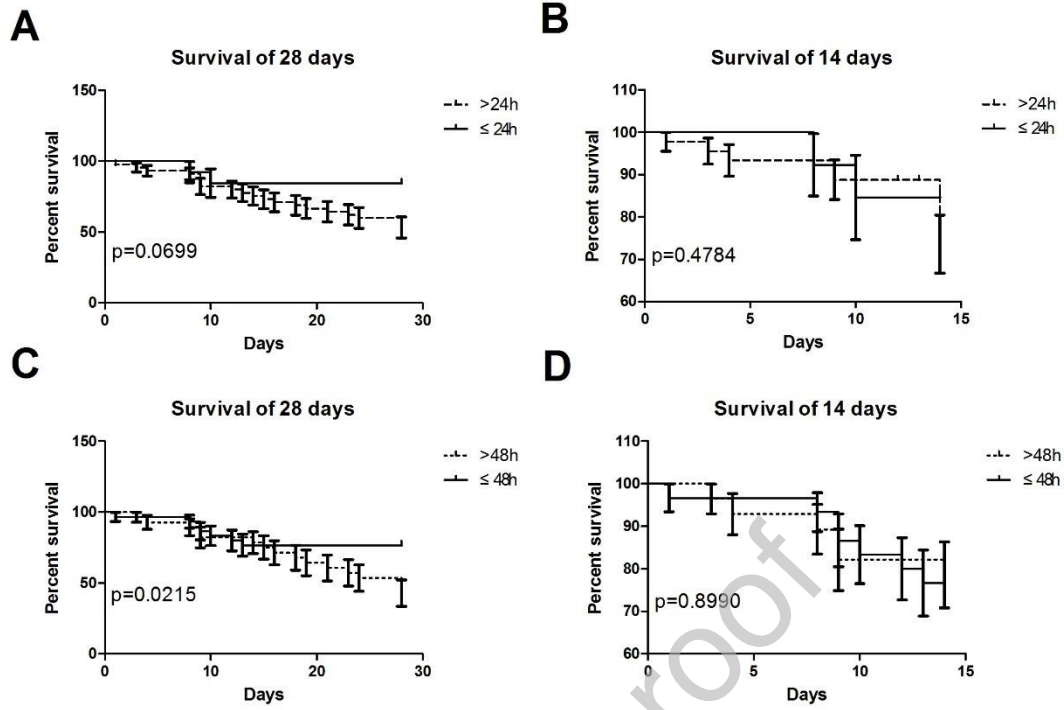 A
Survival of 28 days
Percent survival
150
100
50
0
0 10 20 30
Days
>24h
≤ 24h
p=0.0699
B
Survival of 14 days
Percent survival
110
100
90
80
70
60
0 5 10 15
Days
>24h
≤ 24h
p=0.4784
C
Survival of 28 days
Percent survival
150
100
50
0
0 10 20 30
Days
>48h
≤ 48h
p=0.0215
D
Survival of 14 days
Percent survival
110
100
90
80
70
60
0 5 10 15
Days
>48h
≤ 48h
p=0.8990
roof